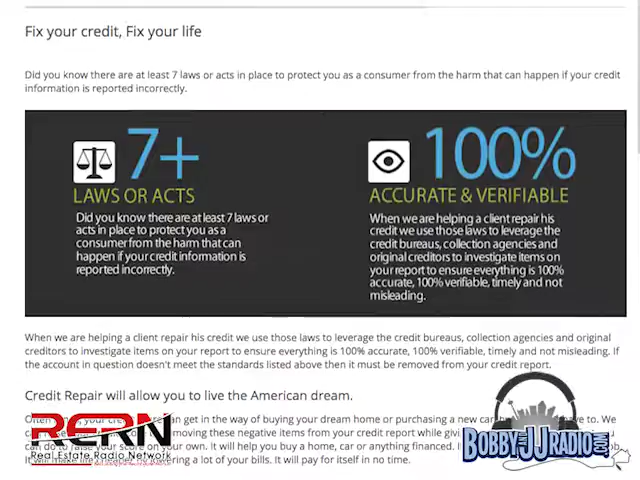 Fix your credit, Fix your life
Did you know there are at least 7 laws or acts in place to protect you as a consumer from the harm that can happen if your credit
information is reported incorrectly.
7+
LAWS OR ACTS
Did you know there are at least 7 laws or
acts in place to protect you as a
consumer from the harm that can
happen if your credit information is
reported incorrectly.
100%
ACCURATE & VERIFIABLE
When we are helping a client repair his
credit we use those laws to leverage the
credit bureaus, collection agencies and
original creditors to investigate items on
your report to ensure everything is 100%
accurate, 100% verifiable, timely and not
misleading.
When we are helping a client repair his credit we use those laws to leverage the credit bureaus, collection agencies and original
creditors to investigate items on your report to ensure everything is 100% accurate, 100% verifiable, timely and not misleading. If
the account in question doesn't meet the standards listed above then it must be removed from your credit report.
Credit Repair will allow you to live the American dream.
get in the way of buying your dream home or purchasing a new car to. We
moving these negative items from your credit report while
your own. It will help you buy a home, car or anything financed.
lowering a lot of your bills. It will pay for itself in no time.
RERN
Real Estate Radio Network
BOBBYANDJJRADIO.COM